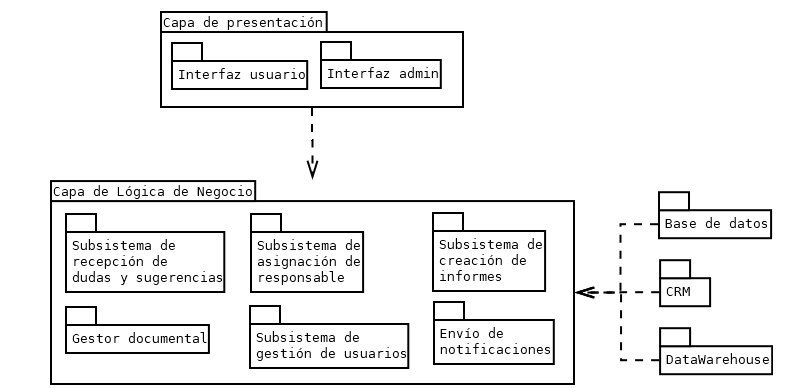 Capa de presentación
Interfaz usuario
Interfaz admin
Capa de Lógica de Negocio
Subsistema de
recepción de
dudas y sugerencias
Subsistema de
asignación de
responsable
Subsistema de
creación de
informes
Gestor documental
Subsistema de
gestión de usuarios
Envío de
notificaciones
Base de datos
CRM
DataWarehouse